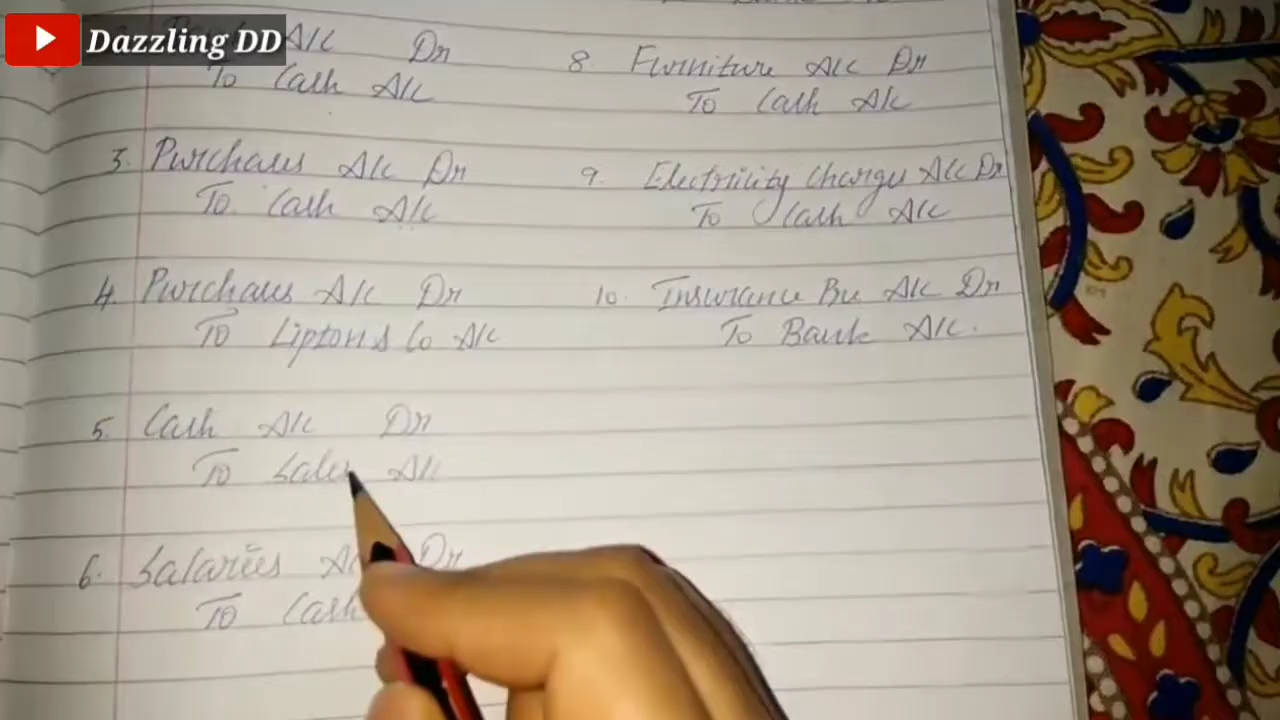 Dazzling DD
A/c Dr
To Cash A/c
3. Purchases A/c Dr
To Cash A/c
4. Purchases A/c Dr
To Liptons Co A/c
5. Cash A/c Dr
To Sales A/c
6. Salaries A/c Dr
To Cash
8 Furniture A/c Dr
To Cash A/c
9. Electricity Charges A/c Dr
To Cash A/c
10. Insurance Pre A/c Dr
To Bank A/c.